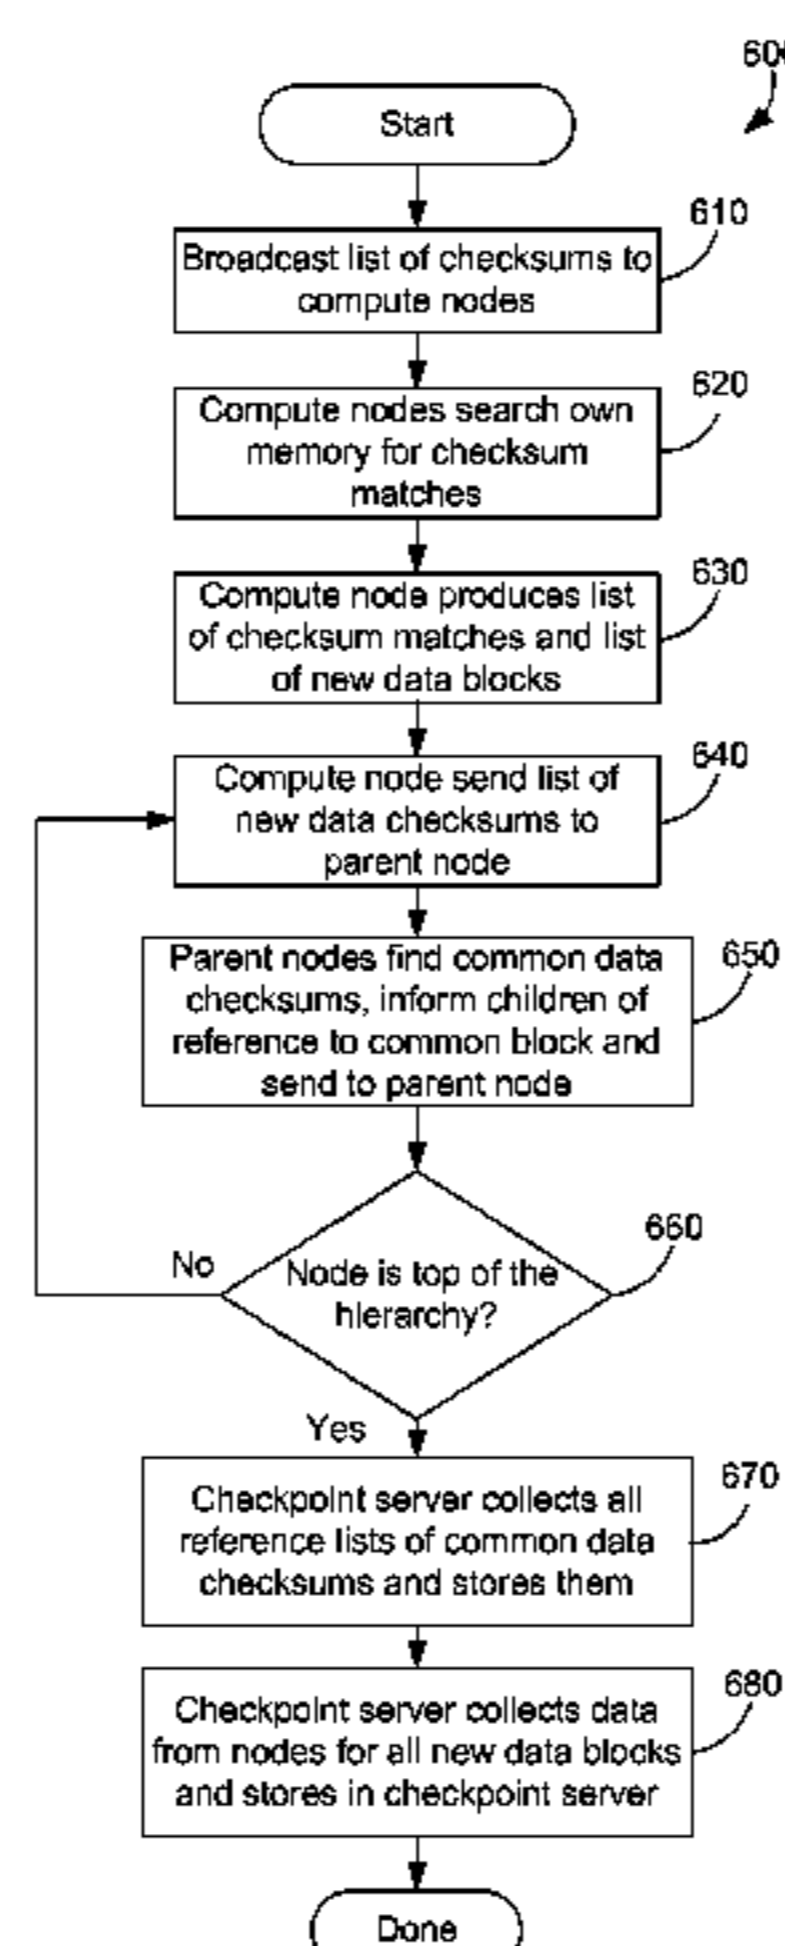 600
Start
610
Broadcast list of checksums to
compute nodes
620
Compute nodes search own
memory for checksum
matches
630
Compute node produces list
of checksum matches and list
of new data blocks
640
Compute node send list of
new data checksums to
parent node
650
Parent nodes find common data
checksums, inform children of
reference to common block and
send to parent node
660
No
Node is top of the
hierarchy?
Yes
670
Checkpoint server collects all
reference lists of common data
checksums and stores them
680
Checkpoint server collects data
from nodes for all new data blocks
and stores in checkpoint server
Done